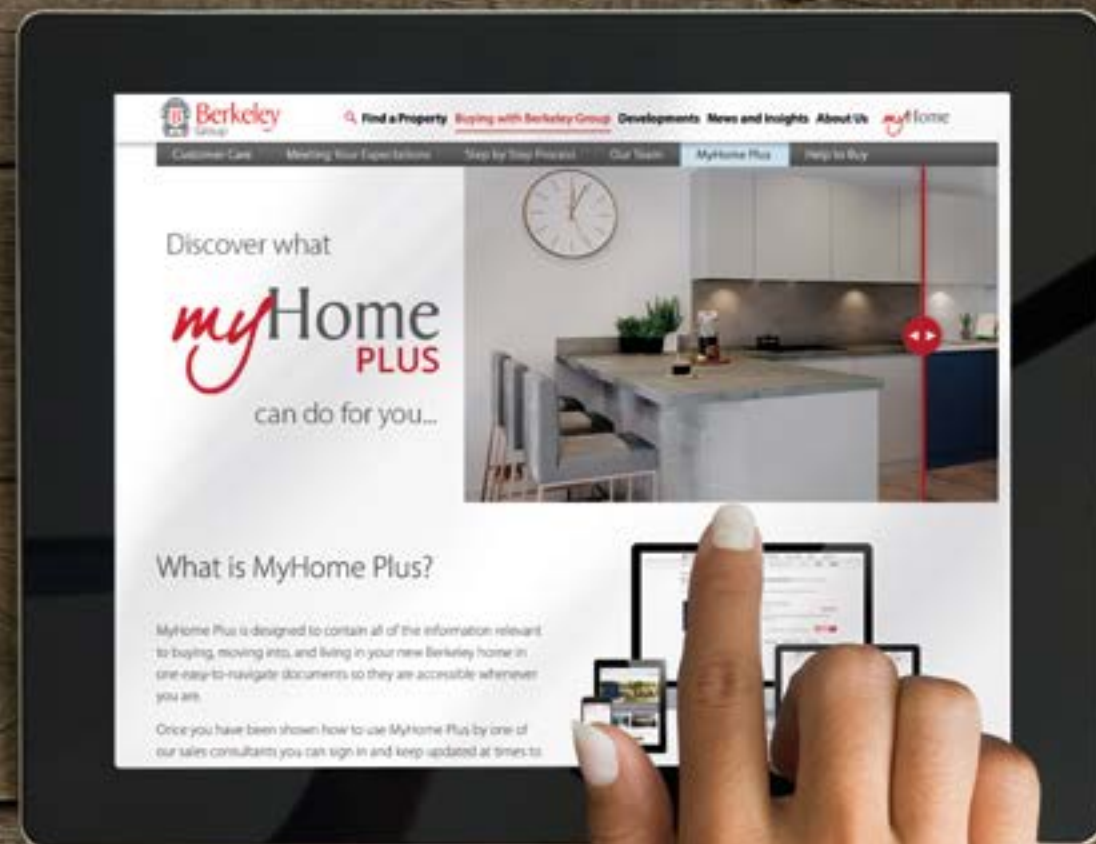 Berkeley
Group
Find a Property Buying with Berkeley Group Developments News and Insights About Us myHome
Customer Care Meeting Your Expectations Step by Step Process Our Team MyHome Plus Help to Buy
Discover what
myHome
PLUS
can do for you...
What is MyHome Plus?
MyHome Plus is designed to contain all of the information relevant
to buying, moving into, and living in your new Berkeley home in
one easy-to-navigate documents so they are accessible whenever
you are.
Once you have been shown how to use MyHome Plus by one of
our sales consultants you can sign in and keep updated at times to